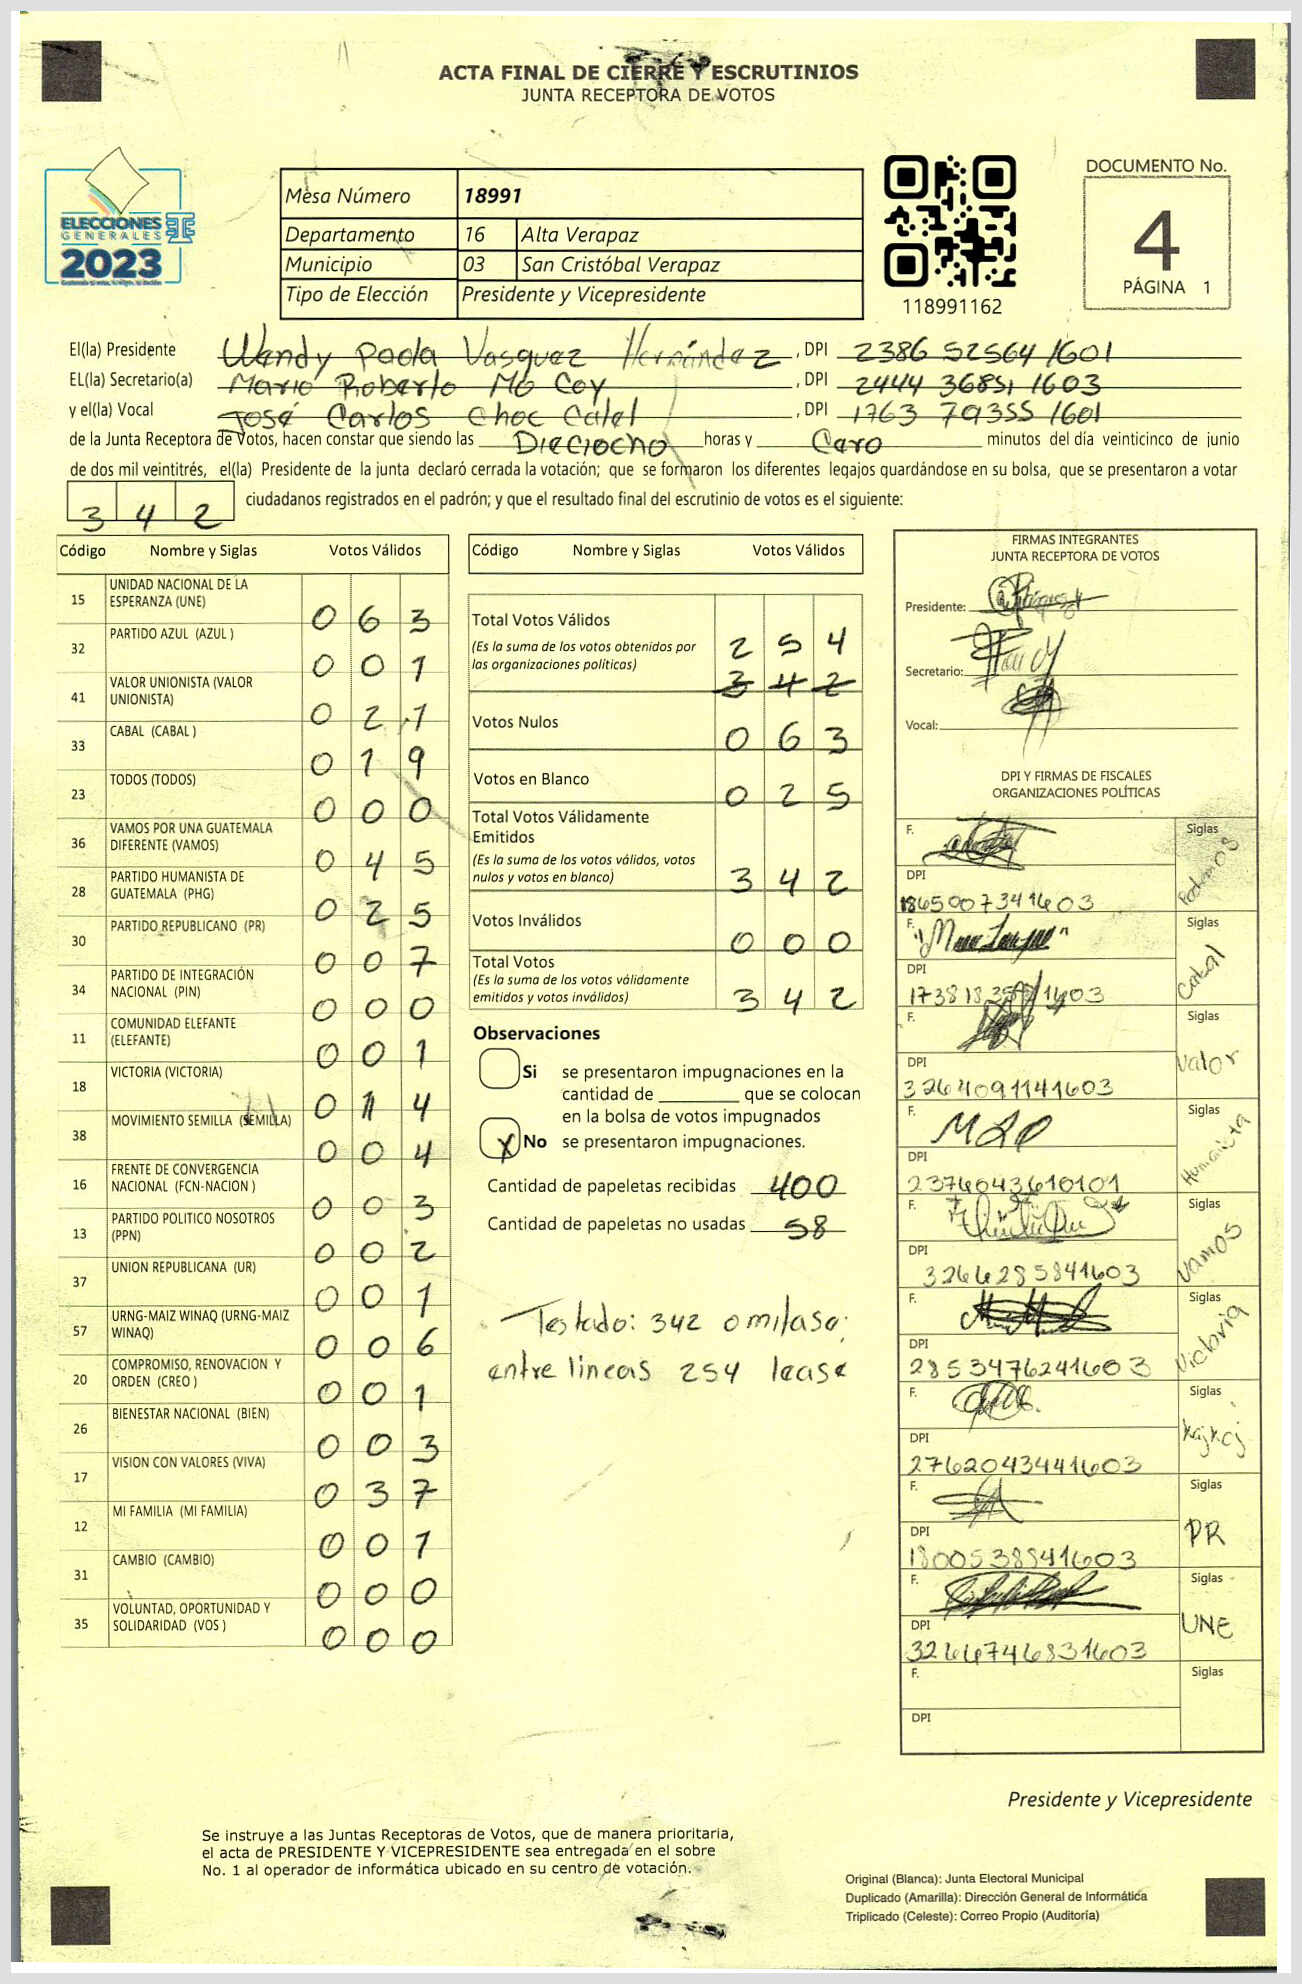 ACTA FINAL DE CIERRE Y ESCRUTINIOS
JUNTA RECEPTORA DE VOTOS
ELECCIONES
GENERALES
2023
Mesa Número 18991
Departamento 16 Alta Verapaz
Municipio 03 San Cristóbal Verapaz
Tipo de Elección Presidente y Vicepresidente
118991162
DOCUMENTO No.
4
PÁGINA 1
El(la) Presidente Wendy Paola Vasquez Hernández, DPI 2386 52564 1601
EL(la) Secretario(a) Mario Roberto Mo Coy, DPI 2444 36851 1603
y el(la) Vocal José Carlos Choc Calel, DPI 1763 79355 1601
de la Junta Receptora de Votos, hacen constar que siendo las Dieciocho horas y Cero minutos del día veinticinco de junio
de dos mil veintitrés, el(la) Presidente de la junta declaró cerrada la votación; que se formaron los diferentes legajos quardándose en su bolsa, que se presentaron a votar
3 4 2 ciudadanos registrados en el padrón; y que el resultado final del escrutinio de votos es el siguiente:
Código Nombre y Siglas Votos Válidos
15 UNIDAD NACIONAL DE LA ESPERANZA (UNE) 0 6 3
32 PARTIDO AZUL (AZUL ) 0 0 1
41 VALOR UNIONISTA (VALOR UNIONISTA) 0 2 1
33 CABAL (CABAL ) 0 1 9
23 TODOS (TODOS) 0 0 0
36 VAMOS POR UNA GUATEMALA DIFERENTE (VAMOS) 0 4 5
28 PARTIDO HUMANISTA DE GUATEMALA (PHG) 0 2 5
30 PARTIDO REPUBLICANO (PR) 0 0 7
34 PARTIDO DE INTEGRACIÓN NACIONAL (PIN) 0 0 0
11 COMUNIDAD ELEFANTE (ELEFANTE) 0 0 1
18 VICTORIA (VICTORIA) 0 1 4
38 MOVIMIENTO SEMILLA (SEMILLA) 0 0 4
16 FRENTE DE CONVERGENCIA NACIONAL (FCN-NACION ) 0 0 3
13 PARTIDO POLITICO NOSOTROS (PPN) 0 0 2
37 UNION REPUBLICANA (UR) 0 0 1
57 URNG-MAIZ WINAQ (URNG-MAIZ WINAQ) 0 0 6
20 COMPROMISO, RENOVACION Y ORDEN (CREO ) 0 0 1
26 BIENESTAR NACIONAL (BIEN) 0 0 3
17 VISION CON VALORES (VIVA) 0 3 7
12 MI FAMILIA (MI FAMILIA) 0 0 1
31 CAMBIO (CAMBIO) 0 0 0
35 VOLUNTAD, OPORTUNIDAD Y SOLIDARIDAD (VOS ) 0 0 0
Código Nombre y Siglas Votos Válidos
Total Votos Válidos 2 5 4
(Es la suma de los votos obtenidos por
las organizaciones politicas) 3 4 2
Votos Nulos 0 6 3
Votos en Blanco 0 2 5
Total Votos Válidamente
Emitidos
(Es la suma de los votos válidos, votos
nulos y votos en blanco) 3 4 2
Votos Inválidos 0 0 0
Total Votos
(Es la suma de los votos válidamente
emitidos y votos inválidos) 3 4 2
Observaciones
Si se presentaron impugnaciones en la
cantidad de ________ que se colocan
en la bolsa de votos impugnados
X No se presentaron impugnaciones.
Cantidad de papeletas recibidas 400
Cantidad de papeletas no usadas 58
Testado: 342 omitase;
entre lineas 254 lease
FIRMAS INTEGRANTES
JUNTA RECEPTORA DE VOTOS
Presidente:
Secretario:
Vocal:
DPI Y FIRMAS DE FISCALES
ORGANIZACIONES POLÍTICAS
F. Siglas Podemos
DPI
1865007341603
F. Siglas Cabal
DPI
F. Siglas Valor
DPI
3264091141603
F. Siglas Humanista
DPI
2376043610101
F. Siglas Vamos
DPI
3266285841603
F. Siglas Victoria
DPI
2853476241603
F. Siglas
DPI
2762043441603
F. Siglas PR
DPI
1800538841603
F. Siglas UNE
DPI
3266746831603
F. Siglas
DPI
Presidente y Vicepresidente
Se instruye a las Juntas Receptoras de Votos, que de manera prioritaria,
el acta de PRESIDENTE Y VICEPRESIDENTE sea entregada en el sobre
No. 1 al operador de informática ubicado en su centro de votación.
Original (Blanca): Junta Electoral Municipal
Duplicado (Amarilla): Dirección General de Informática
Triplicado (Celeste): Correo Propio (Auditoría)